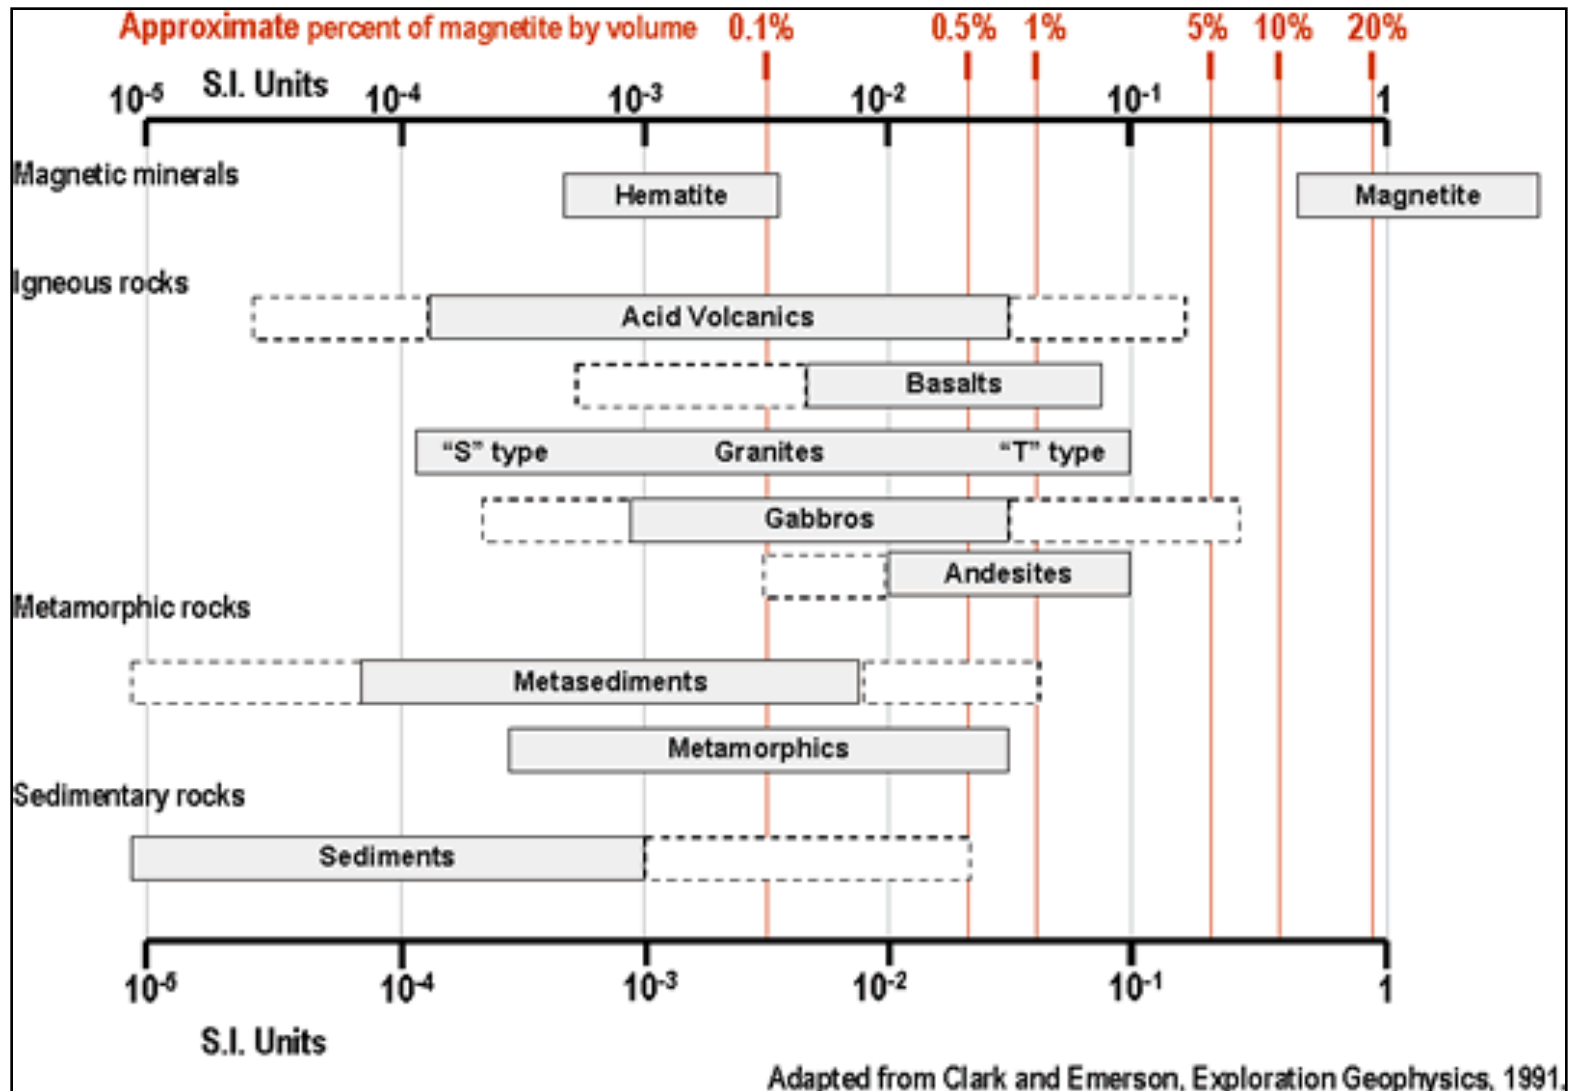 Approximate percent of magnetite by volume 0.1% 0.5% 1% 5% 10% 20%
10-5 S.I. Units 10-4 10-3 10-2 10-1 1
Magnetic minerals
Hematite Magnetite
Igneous rocks
Acid Volcanics
Basalts
“S” type Granites “T” type
Gabbros
Andesites
Metamorphic rocks
Metasediments
Metamorphics
Sedimentary rocks
Sediments
10-5 10-4 10-3 10-2 10-1 1
S.I. Units
Adapted from Clark and Emerson, Exploration Geophysics, 1991.